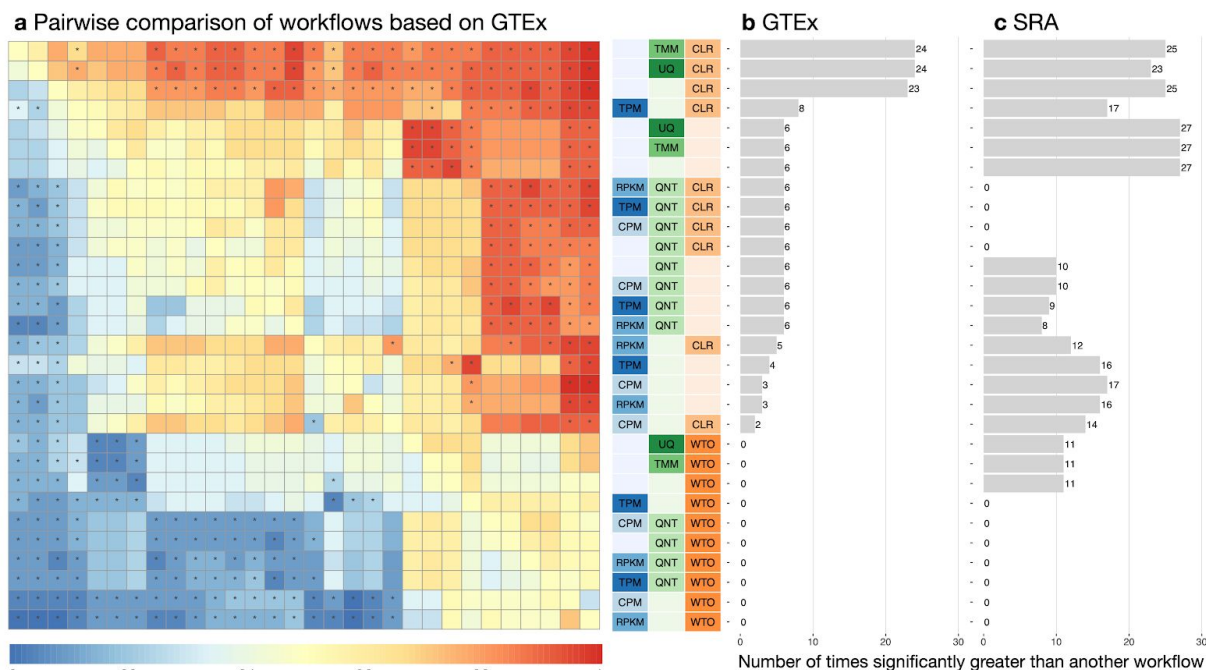 a Pairwise comparison of workflows based on GTEx
b GTEx
c SRA
TMM CLR - 24 - 25
UQ CLR - 24 - 23
CLR - 23 - 25
TPM CLR - 8 - 17
UQ - 6 - 27
TMM - 6 - 27
- 6 - 27
RPKM QNT CLR - 6 - 0
TPM QNT CLR - 6 - 0
CPM QNT CLR - 6 - 0
QNT CLR - 6 - 0
QNT - 6 - 10
CPM QNT - 6 - 10
TPM QNT - 6 - 9
RPKM QNT - 6 - 8
RPKM CLR - 5 - 12
TPM - 4 - 16
CPM - 3 - 17
RPKM - 3 - 16
CPM CLR - 2 - 14
UQ WTO - 0 - 11
TMM WTO - 0 - 11
WTO - 0 - 11
TPM WTO - 0 - 0
CPM QNT WTO - 0 - 0
QNT WTO - 0 - 0
RPKM QNT WTO - 0 - 0
TPM QNT WTO - 0 - 0
CPM WTO - 0 - 0
RPKM WTO - 0 - 0
0 10 20 30 0 10 20 30
Number of times significantly greater than another workflow